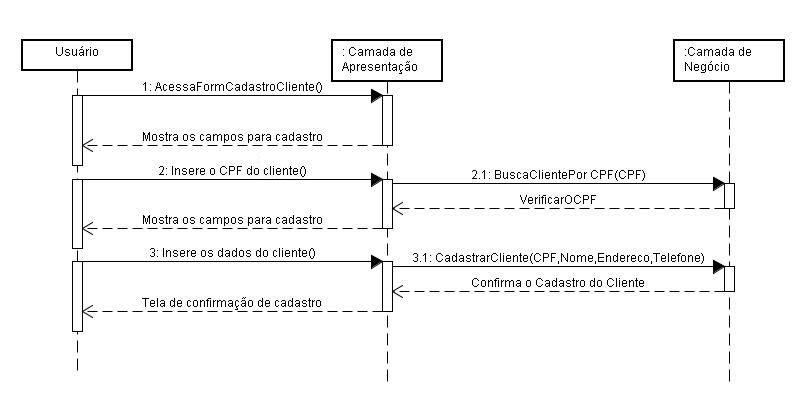 Usuário
: Camada de
Apresentação
:Camada de
Negócio
1: AcessaFormCadastroCliente()
Mostra os campos para cadastro
2: Insere o CPF do cliente()
2.1: BuscaClientePor CPF(CPF)
VerificarOCPF
Mostra os campos para cadastro
3: Insere os dados do cliente()
3.1: CadastrarCliente(CPF,Nome,Endereco,Telefone)
Confirma o Cadastro do Cliente
Tela de confirmação de cadastro